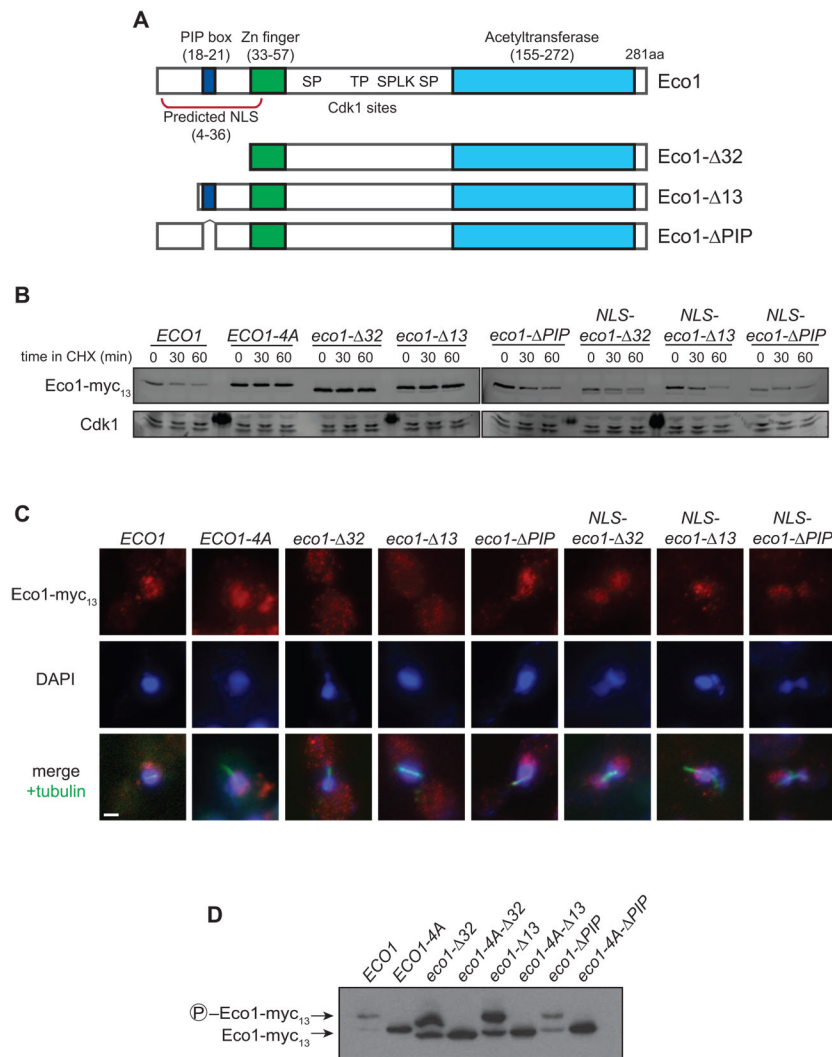 A
PIP box
(18-21)
Zn finger
(33-57)
Acetyltransferase
(155-272)
281aa
SP TP SPLK SP
Eco1
Predicted NLS
(4-36)
Cdk1 sites
Eco1-Δ32
Eco1-Δ13
Eco1-ΔPIP
B
ECO1 ECO1-4A eco1-Δ32 eco1-Δ13 eco1-ΔPIP NLS-eco1-Δ32 NLS-eco1-Δ13 NLS-eco1-ΔPIP
time in CHX (min) 0 30 60 0 30 60 0 30 60 0 30 60 0 30 60 0 30 60 0 30 60 0 30 60
Eco1-myc13
Cdk1
C
ECO1 ECO1-4A eco1-Δ32 eco1-Δ13 eco1-ΔPIP NLS-eco1-Δ32 NLS-eco1-Δ13 NLS-eco1-ΔPIP
Eco1-myc13
DAPI
merge
+tubulin
D
ECO1 ECO1-4A eco1-Δ32 eco1-4A-Δ32 eco1-Δ13 eco1-4A-Δ13 eco1-ΔPIP eco1-4A-ΔPIP
Ⓟ–Eco1-myc13
Eco1-myc13